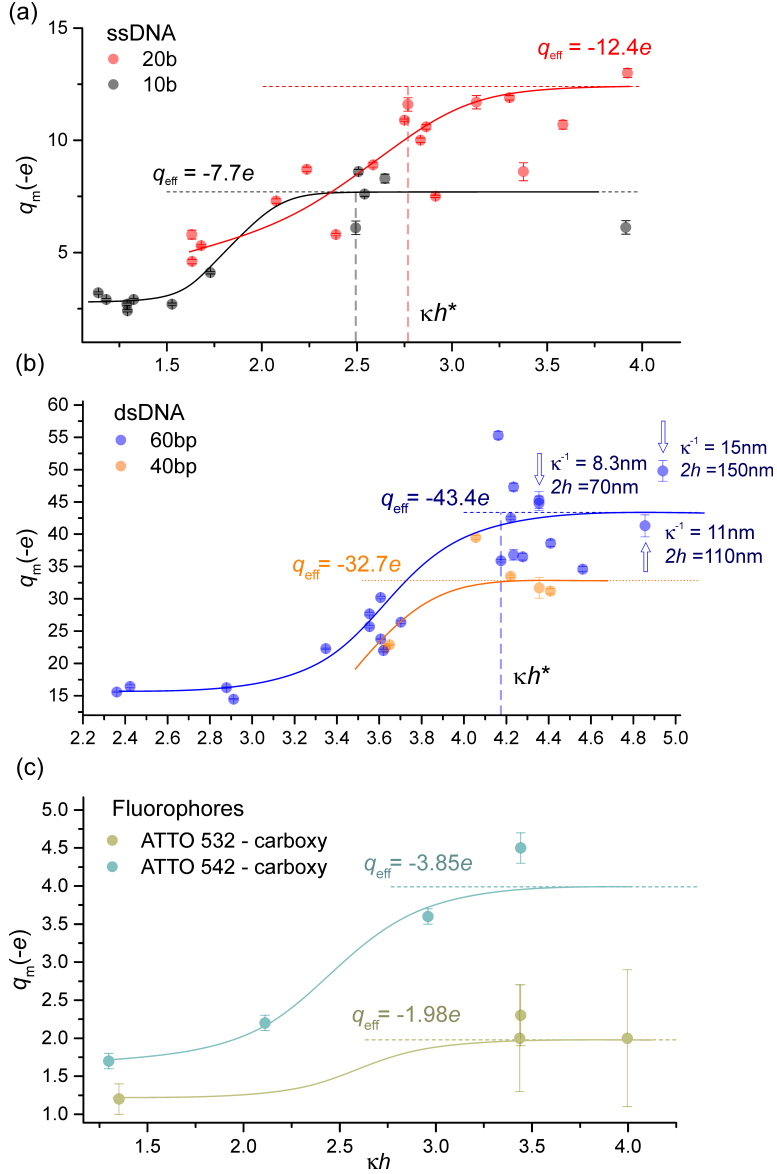 (a)
15
ssDNA
20b
10b
q_eff = -12.4e
10
q_eff = -7.7e
q_m(-e)
5
κh*
1.5 2.0 2.5 3.0 3.5 4.0
(b)
60
dsDNA
55
60bp
40bp
κ⁻¹ = 8.3nm
2h =70nm
κ⁻¹ = 15nm
2h =150nm
50
45
q_eff= -43.4e
40
κ⁻¹ = 11nm
2h =110nm
35
q_eff= -32.7e
q_m(-e)
30
25
20
κh*
15
2.2 2.4 2.6 2.8 3.0 3.2 3.4 3.6 3.8 4.0 4.2 4.4 4.6 4.8 5.0
(c)
Fluorophores
5.0
ATTO 532 - carboxy
ATTO 542 - carboxy
4.5
q_eff= -3.85e
4.0
3.5
q_m(-e)
3.0
2.5
q_eff= -1.98e
2.0
1.5
1.0
1.5 2.0 2.5 3.0 3.5 4.0
κh